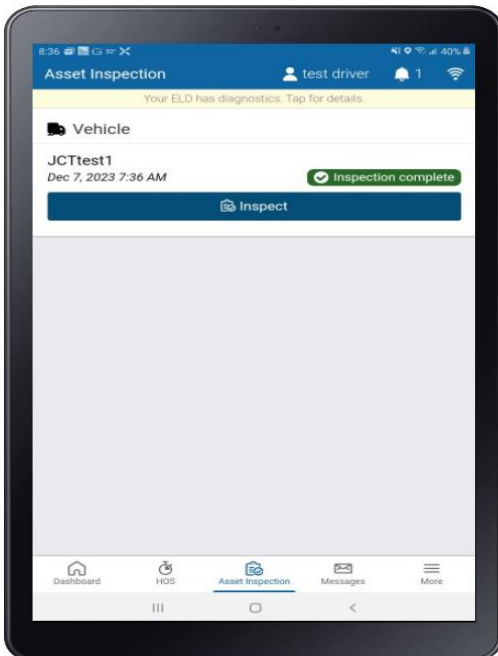 8:36 40%
Asset Inspection test driver 1
Your ELD has diagnostics. Tap for details.
Vehicle
JCTtest1
Dec 7, 2023 7:36 AM Inspection complete
Inspect
Dashboard HOS Asset Inspection Messages More